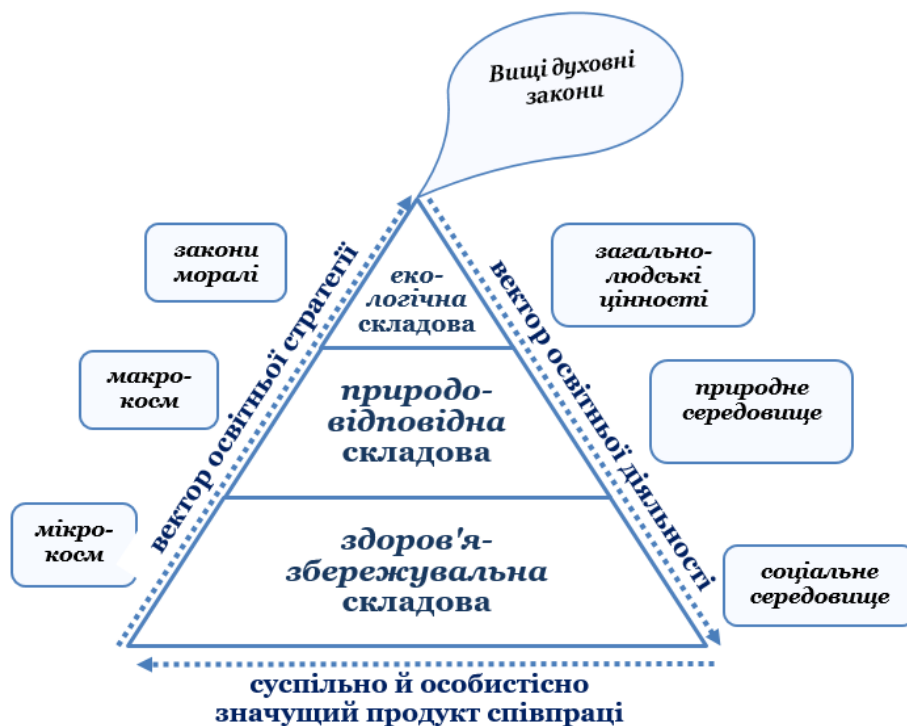 Вищі духовні
закони
закони
моралі
загально-
людські
цінності
еко-
логічна
складова
вектор освітньої стратегії
вектор освітньої діяльності
макро-
косм
природо-
відповідна
складова
природне
середовище
мікро-
косм
здоров'я-
збережувальна
складова
соціальне
середовище
суспільно й особистісно
значущий продукт співпраці